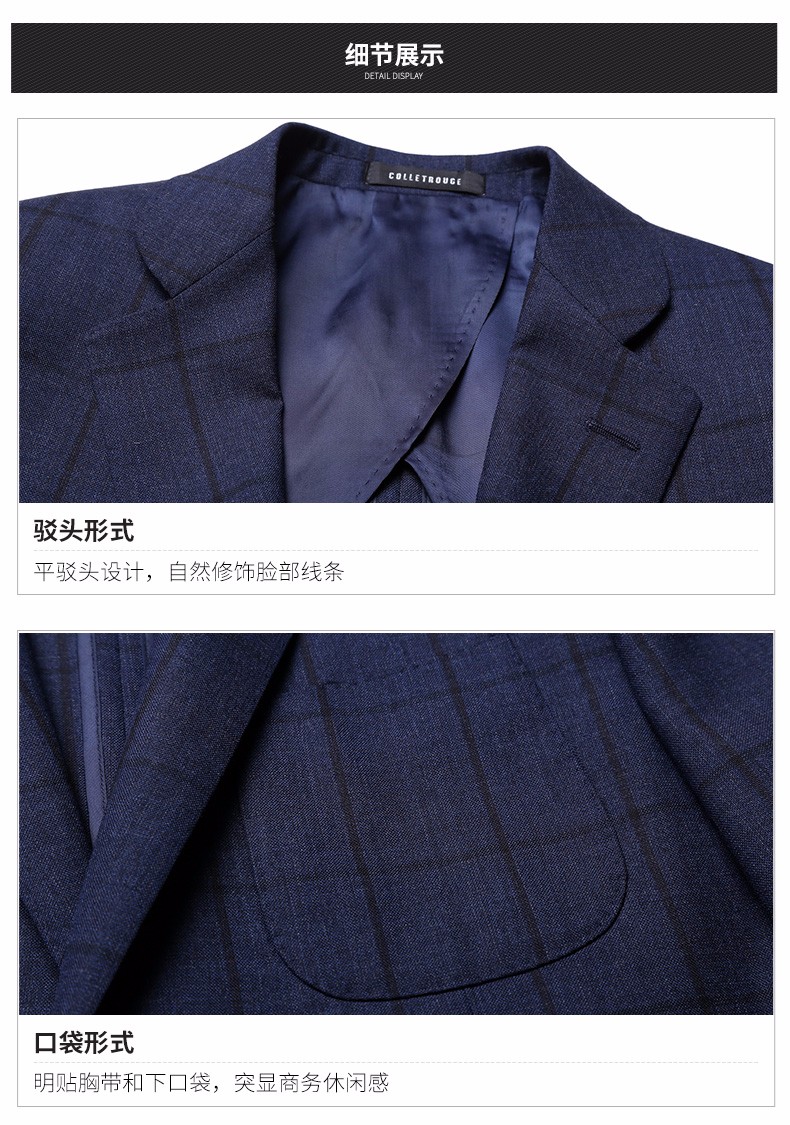 细节展示
DETAIL DISPLAY
COLLETROUGE
驳头形式
平驳头设计，自然修饰脸部线条
口袋形式
明贴胸带和下口袋，突显商务休闲感